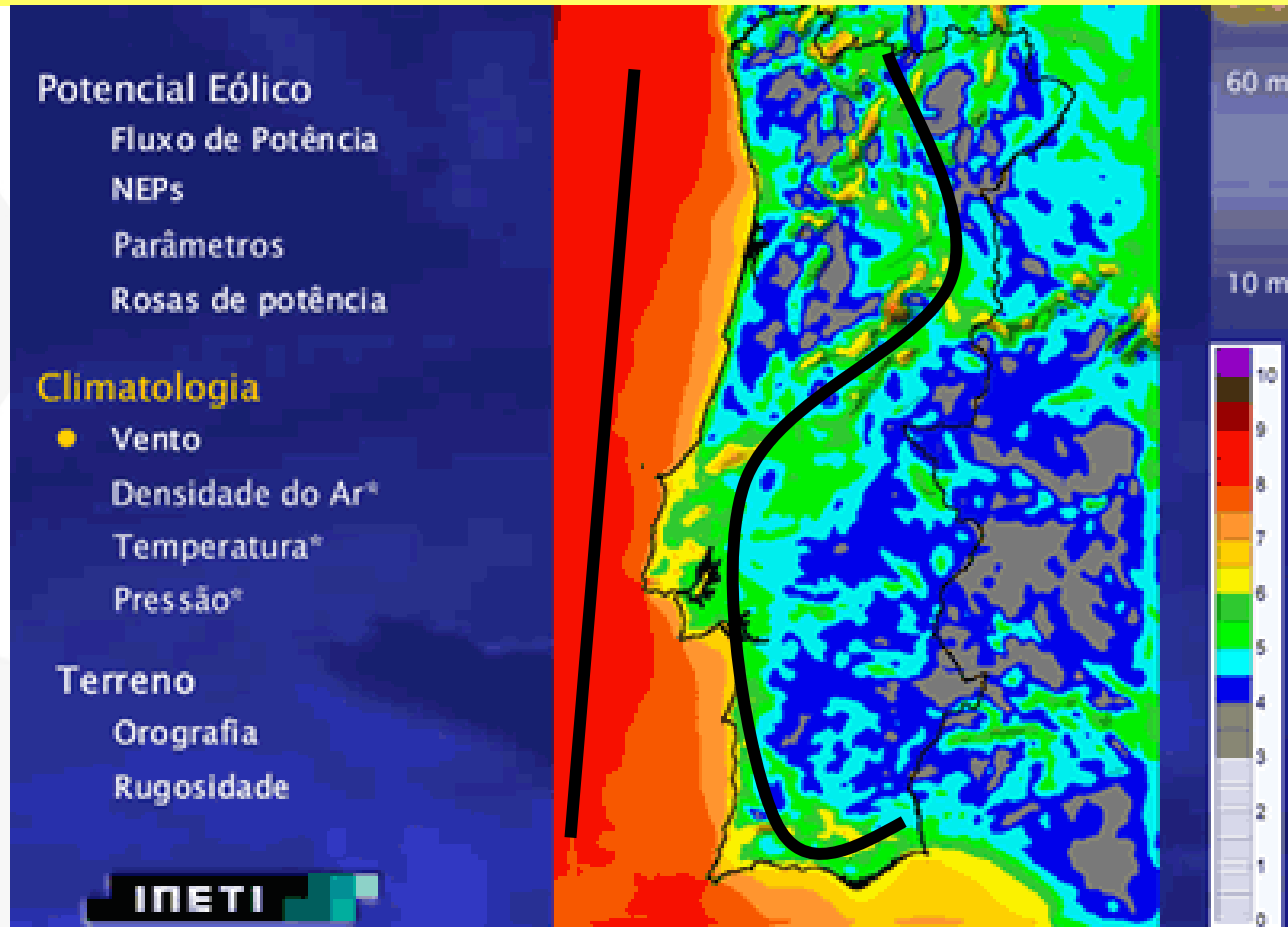 Potencial Eólico
Fluxo de Potência
NEPs
Parâmetros
Rosas de potência
Climatologia
Vento
Densidade do Ar*
Temperatura*
Pressão*
Terreno
Orografia
Rugosidade
INETI
60 m
10 m
10
9
8
7
6
5
4
3
2
1
0